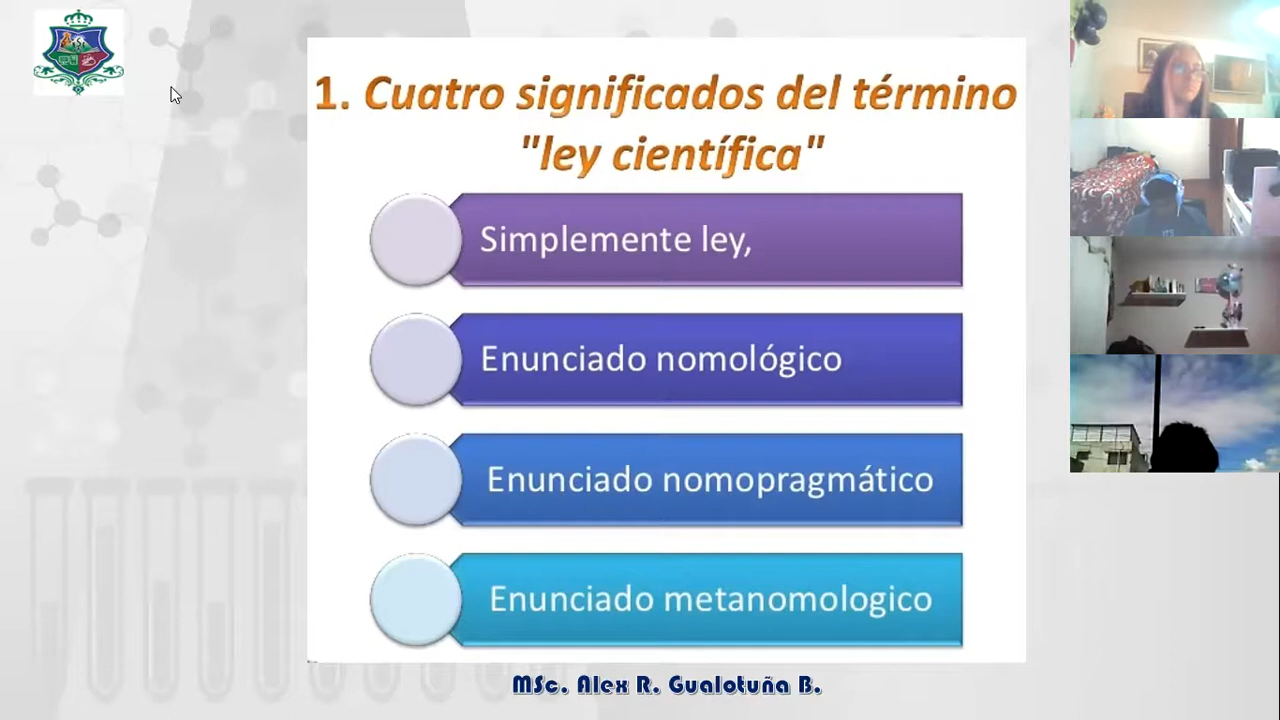 1. Cuatro significados del término
"ley científica"
Simplemente ley,
Enunciado nomológico
Enunciado nomopragmático
Enunciado metanomologico
MSc. Alex R. Gualotuña B.